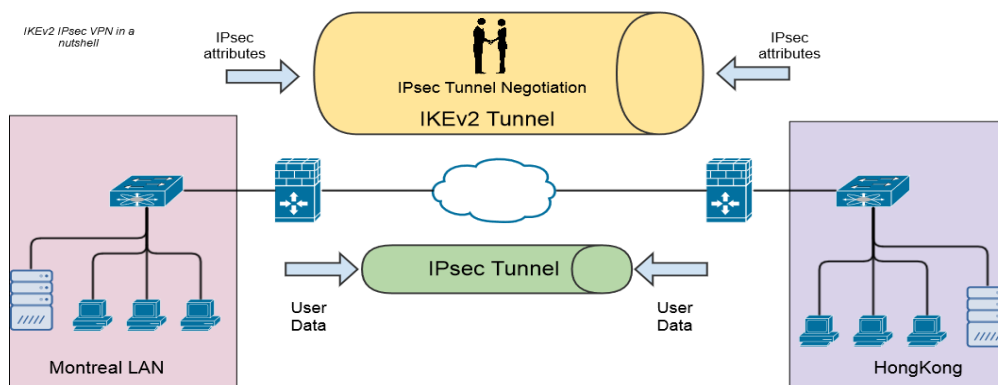 IKEv2 IPsec VPN in a
nutshell
IPsec
attributes
IPsec
attributes
IPsec Tunnel Negotiation
IKEv2 Tunnel
IPsec Tunnel
User
Data
User
Data
Montreal LAN
HongKong